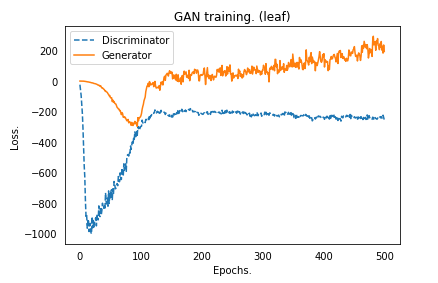 GAN training. (leaf)
Discriminator
Generator
200
0
−200
−400
−600
−800
−1000
Loss.
0 100 200 300 400 500
Epochs.